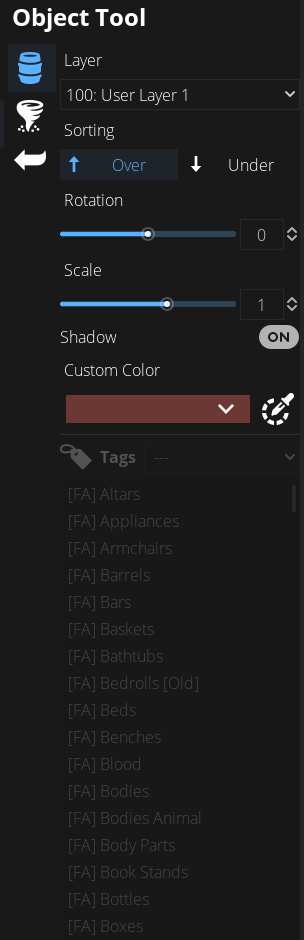 Object Tool
Layer
100: User Layer 1
Sorting
Over Under
Rotation
0
Scale
1
Shadow
ON
Custom Color
Tags ---
[FA] Altars
[FA] Appliances
[FA] Armchairs
[FA] Barrels
[FA] Bars
[FA] Baskets
[FA] Bathtubs
[FA] Bedrolls [Old]
[FA] Beds
[FA] Benches
[FA] Blood
[FA] Bodies
[FA] Bodies Animal
[FA] Body Parts
[FA] Book Stands
[FA] Bottles
[FA] Boxes